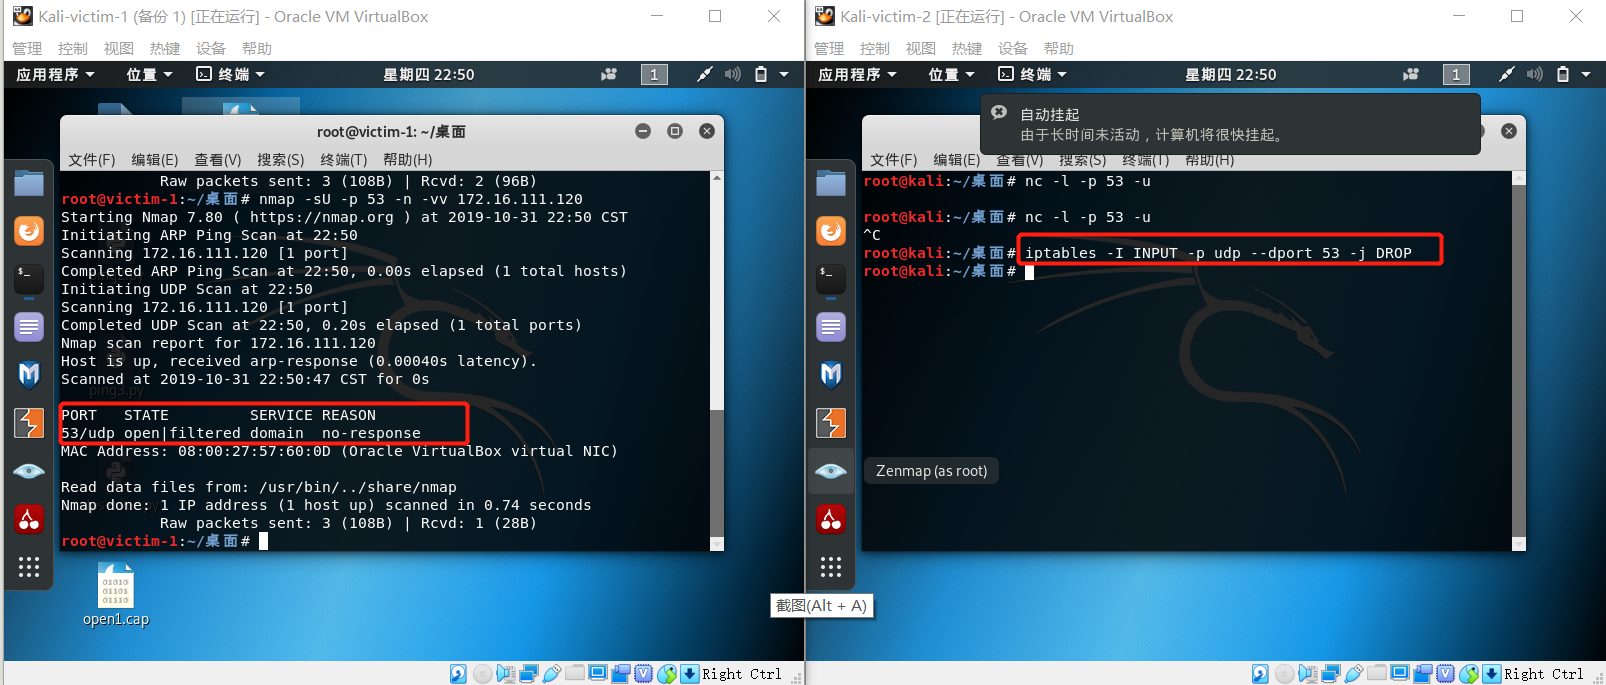 Kali-victim-1 (备份 1) [正在运行] - Oracle VM VirtualBox
管理 控制 视图 热键 设备 帮助
应用程序 位置 终端 星期四 22:50 1
root@victim-1: ~/桌面
文件(F) 编辑(E) 查看(V) 搜索(S) 终端(T) 帮助(H)
Raw packets sent: 3 (108B) | Rcvd: 2 (96B)
root@victim-1:~/桌面# nmap -sU -p 53 -n -vv 172.16.111.120
Starting Nmap 7.80 ( https://nmap.org ) at 2019-10-31 22:50 CST
Initiating ARP Ping Scan at 22:50
Scanning 172.16.111.120 [1 port]
Completed ARP Ping Scan at 22:50, 0.00s elapsed (1 total hosts)
Initiating UDP Scan at 22:50
Scanning 172.16.111.120 [1 port]
Completed UDP Scan at 22:50, 0.20s elapsed (1 total ports)
Nmap scan report for 172.16.111.120
Host is up, received arp-response (0.00040s latency).
Scanned at 2019-10-31 22:50:47 CST for 0s
ping3.py
PORT STATE SERVICE REASON
53/udp open|filtered domain no-response
MAC Address: 08:00:27:57:60:0D (Oracle VirtualBox virtual NIC)
Read data files from: /usr/bin/../share/nmap
Nmap done: 1 IP address (1 host up) scanned in 0.74 seconds
Raw packets sent: 3 (108B) | Rcvd: 1 (28B)
root@victim-1:~/桌面#
01010
01101
01110
open1.cap
Right Ctrl
Kali-victim-2 [正在运行] - Oracle VM VirtualBox
管理 控制 视图 热键 设备 帮助
应用程序 位置 终端 星期四 22:50 1
自动挂起
由于长时间未活动，计算机将很快挂起。
文件(F) 编辑(E) 查看(V) 搜索(S) 终端(T) 帮助(H)
root@kali:~/桌面# nc -l -p 53 -u
root@kali:~/桌面# nc -l -p 53 -u
^C
root@kali:~/桌面# iptables -I INPUT -p udp --dport 53 -j DROP
root@kali:~/桌面#
Zenmap (as root)
截图(Alt + A)
Right Ctrl